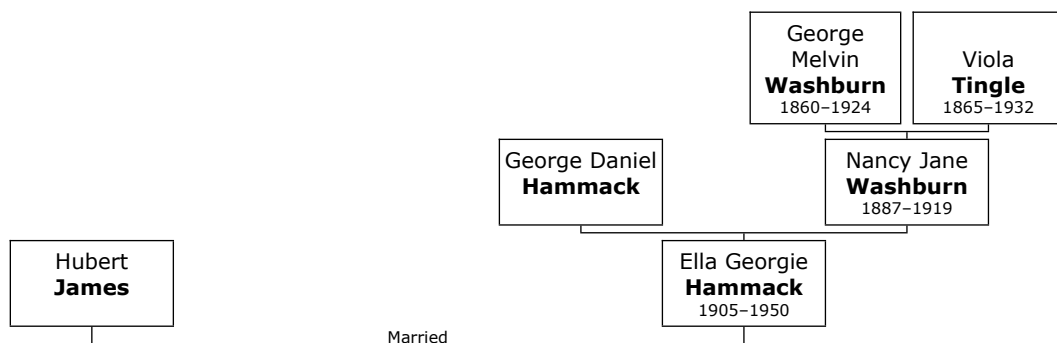 George
Melvin
Washburn
1860–1924
Viola
Tingle
1865–1932
George Daniel
Hammack
Nancy Jane
Washburn
1887–1919
Hubert
James
Ella Georgie
Hammack
1905–1950
Married